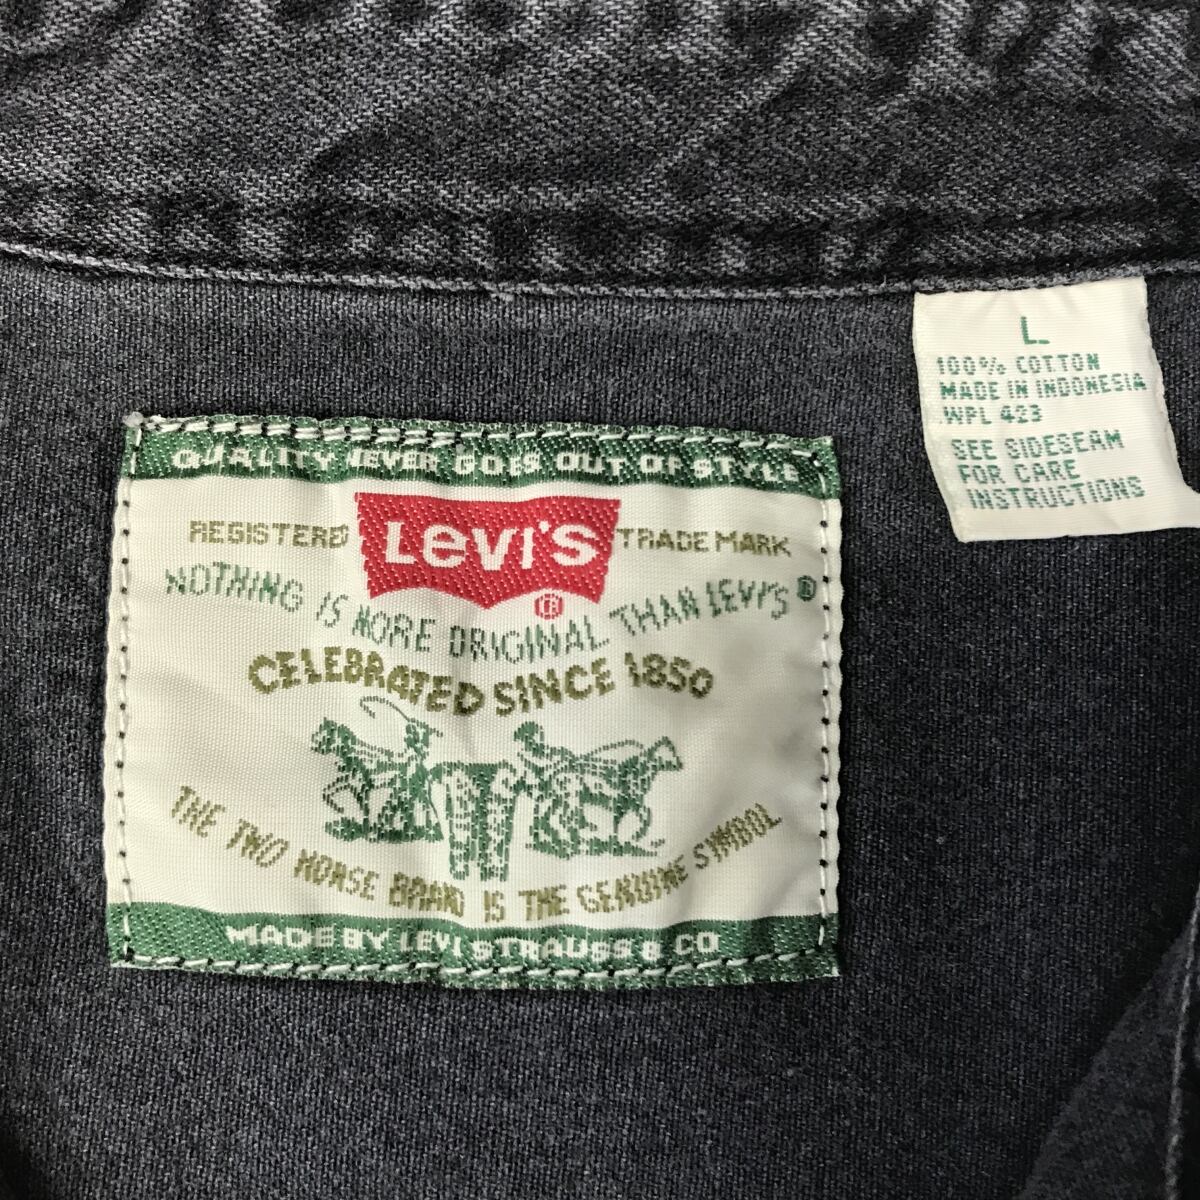 L
100% COTTON
MADE IN INDONESIA
WPL 423
SEE SIDESEAM
FOR CARE
INSTRUCTIONS
QUALITY NEVER GOES OUT OF STYLE
REGISTERED LEVI'S TRADE MARK
®
NOTHING IS MORE ORIGINAL THAN LEVI'S ®
CELEBRATED SINCE 1850
THE TWO HORSE BRAND IS THE GENUINE SYMBOL
MADE BY LEVI STRAUSS & CO